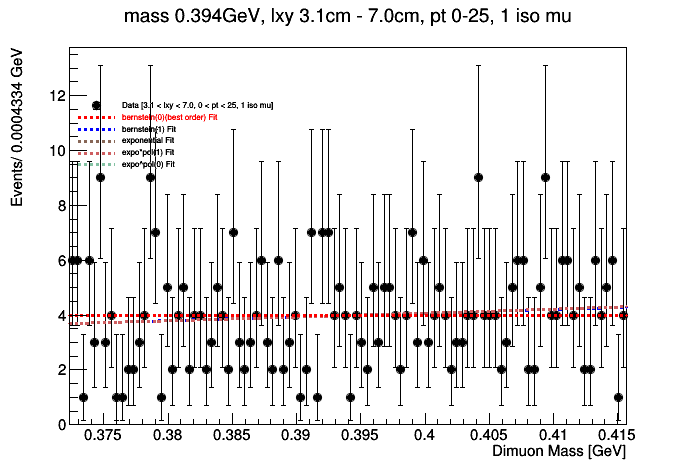 mass 0.394GeV, lxy 3.1cm - 7.0cm, pt 0-25, 1 iso mu
Events/ 0.0004334 GeV
12
10
8
6
4
2
0
Data [3.1 < lxy < 7.0, 0 < pt < 25, 1 iso mu]
bernstein(0)(best order) Fit
bernstein(1) Fit
exponential Fit
expo*pol(1) Fit
expo^pol(0) Fit
0.375 0.38 0.385 0.39 0.395 0.4 0.405 0.41 0.415
Dimuon Mass [GeV]